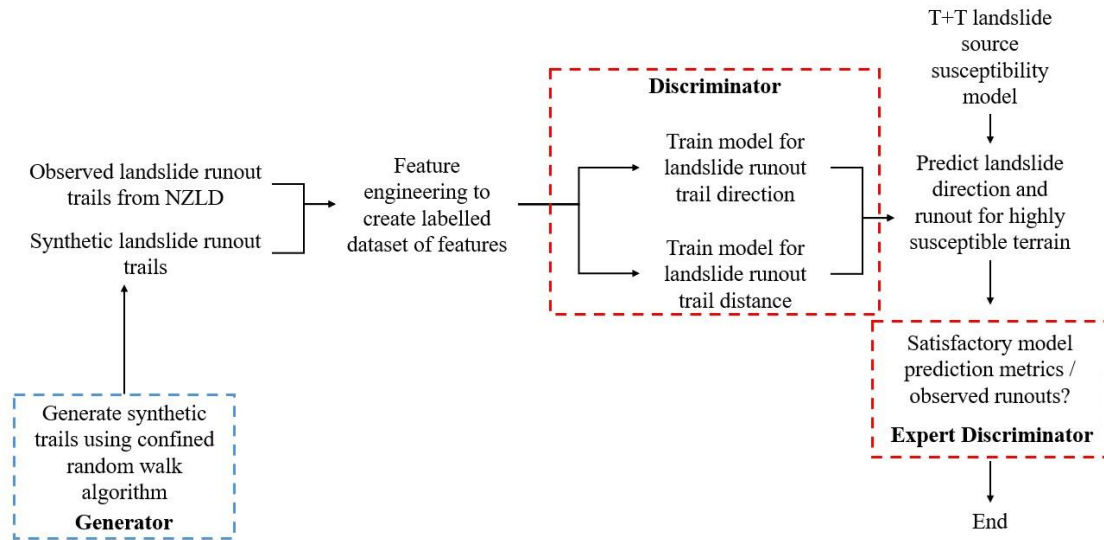 Observed landslide runout
trails from NZLD
Synthetic landslide runout
trails
Generate synthetic
trails using confined
random walk
algorithm
Generator
Feature
engineering to
create labelled
dataset of features
Discriminator
Train model for
landslide runout
trail direction
Train model for
landslide runout
trail distance
T+T landslide
source
susceptibility
model
Predict landslide
direction and
runout for highly
susceptible terrain
Satisfactory model
prediction metrics /
observed runouts?
Expert Discriminator
End